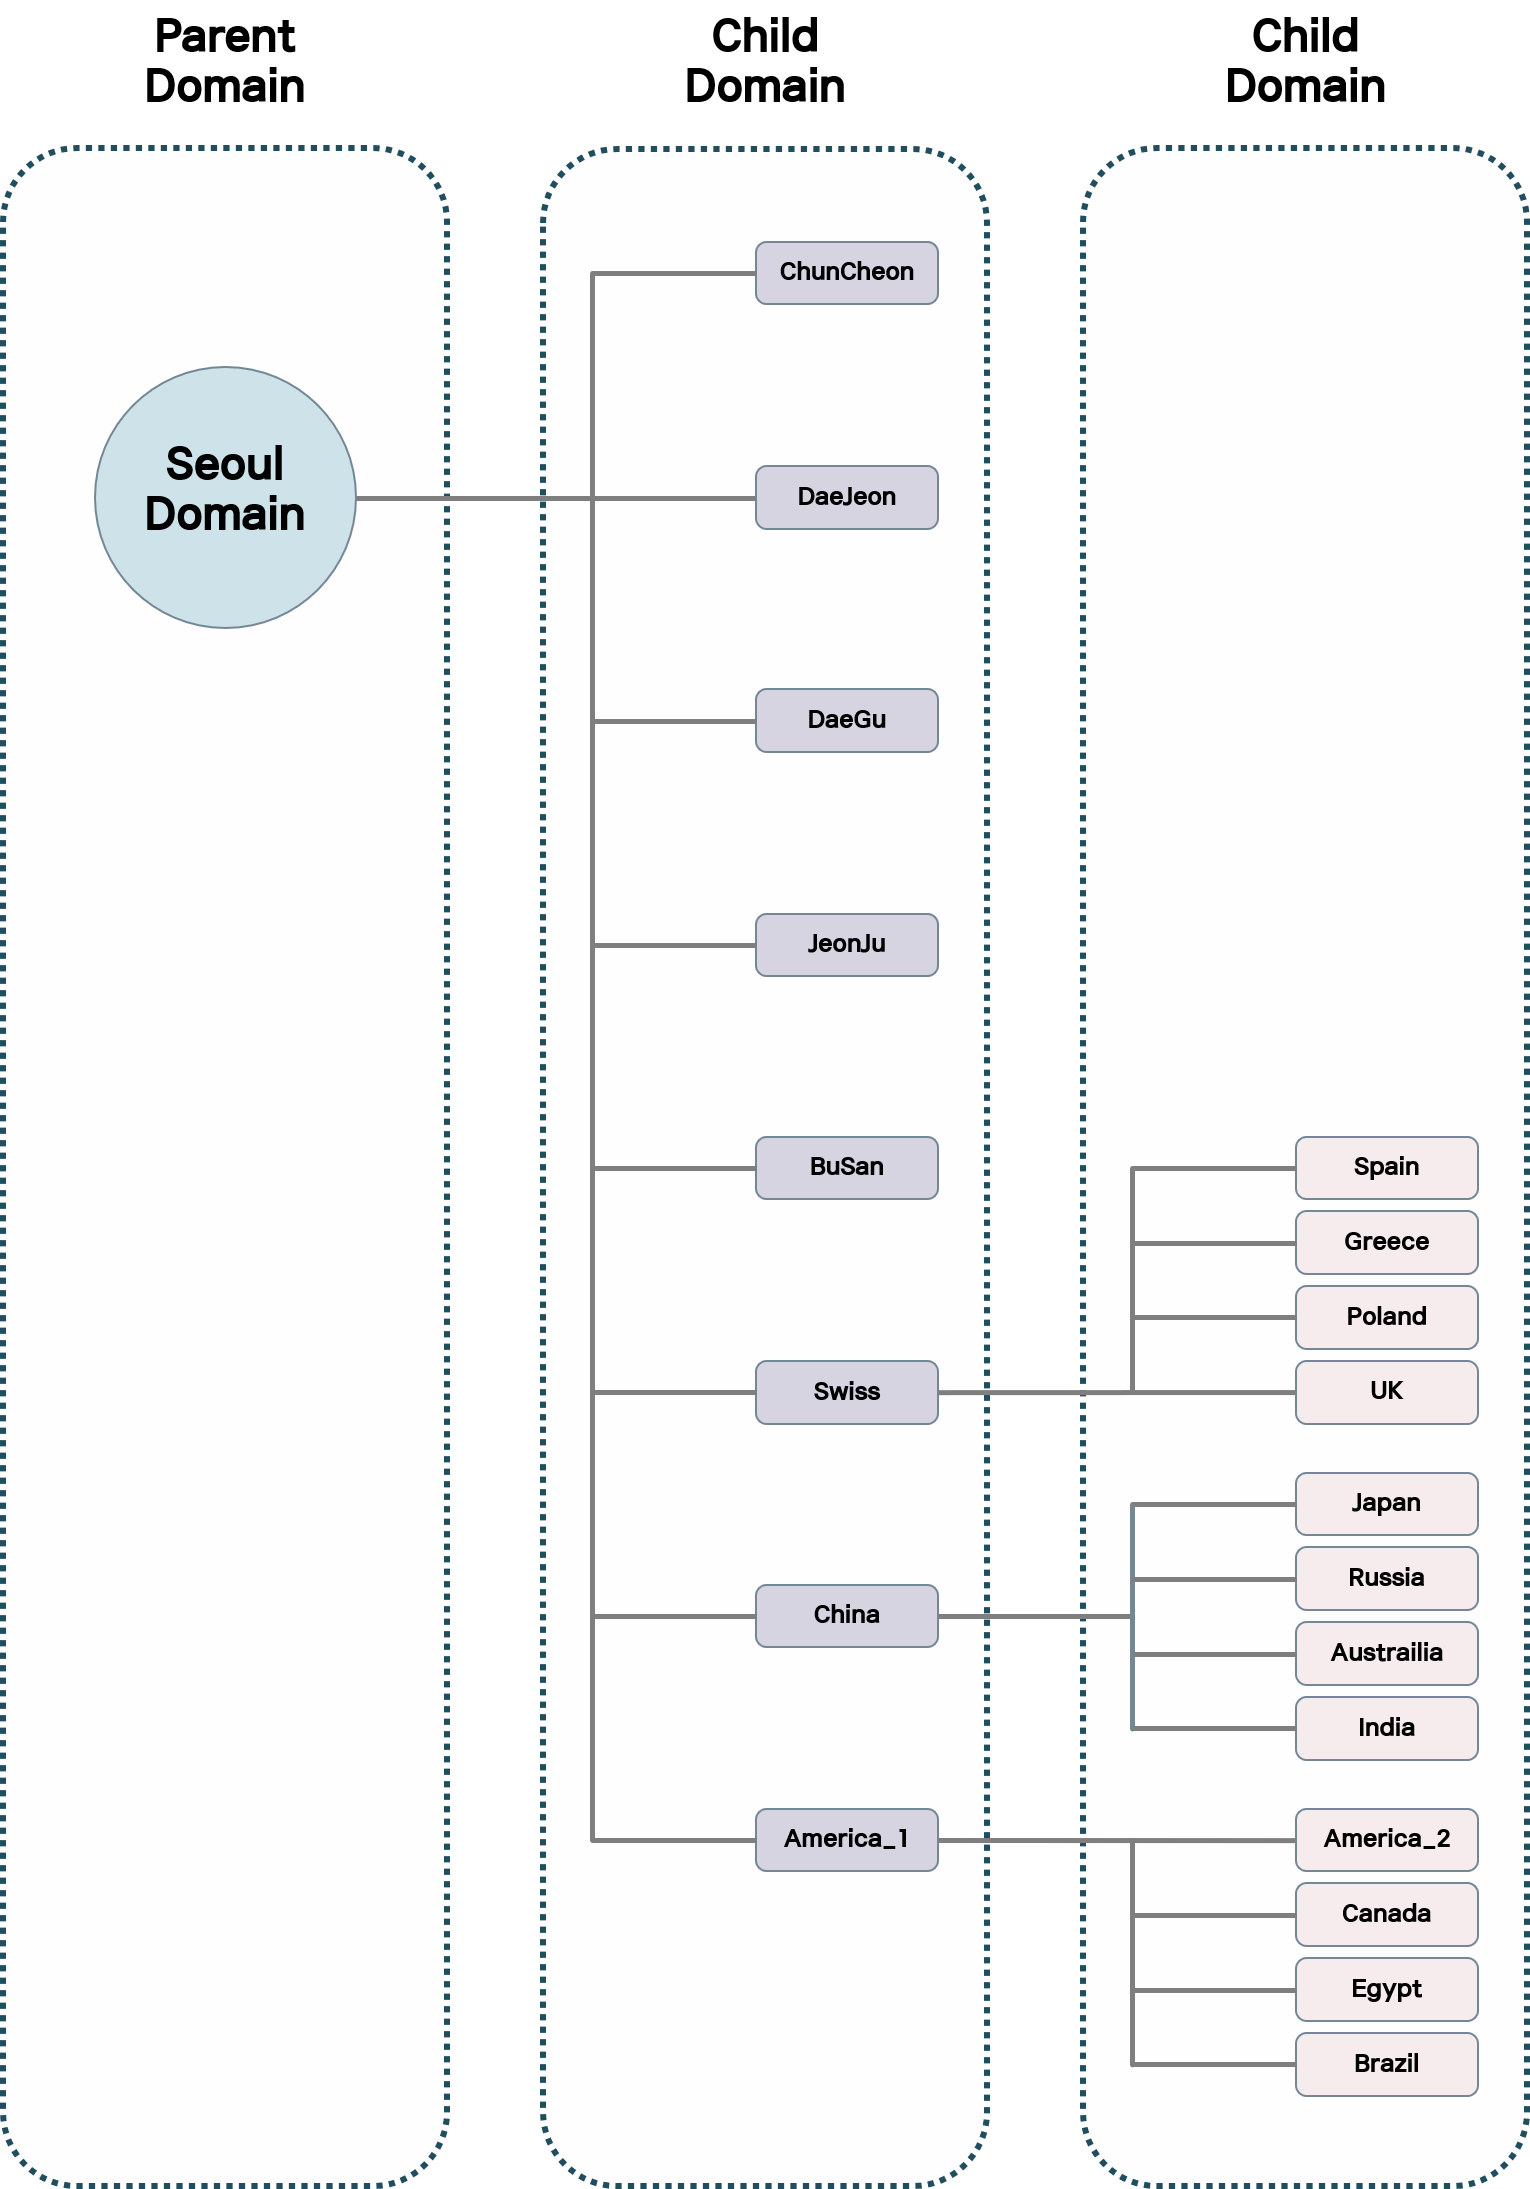 Parent
Domain
Child
Domain
Child
Domain
Seoul
Domain
ChunCheon
DaeJeon
DaeGu
JeonJu
BuSan
Swiss
China
America_1
Spain
Greece
Poland
UK
Japan
Russia
Austrailia
India
America_2
Canada
Egypt
Brazil